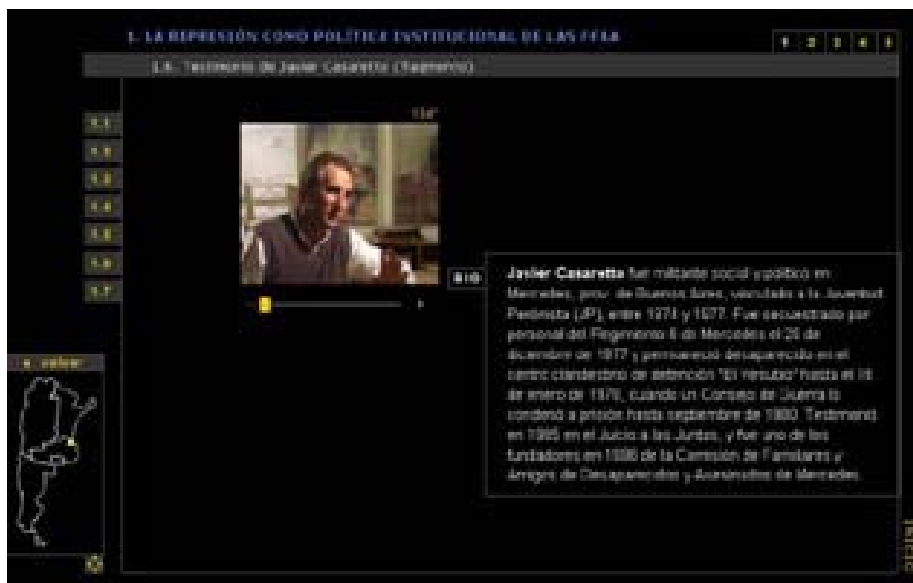 1. LA REPRESIÓN COMO POLÍTICA INSTITUCIONAL DE LAS FFAA
1 2 3 4 5
1.6. Testimonio de Javier Casaretto (fragmento)
1.1
1.2
1.3
1.4
1.5
1.6
1.7
BIO
Javier Casaretto fue militante social y político en
Mercedes, prov. de Buenos Aires, vinculado a la Juventud
Peronista (JP), entre 1974 y 1977. Fue secuestrado por
personal del Regimiento 6 de Mercedes el de
diciembre de 1977 y permaneció desaparecido en el
centro clandestino de detención "El Vesubio" hasta el
de enero de 1978, cuando un Consejo de Guerra lo
condenó a prisión hasta septiembre de 1980. Testimonió
en 1985 en el Juicio a las Juntas, y fue uno de los
fundadores en 1986 de la Comisión de Familiares y
Amigos de Desaparecidos y Asesinados de Mercedes.
volver
INICIO